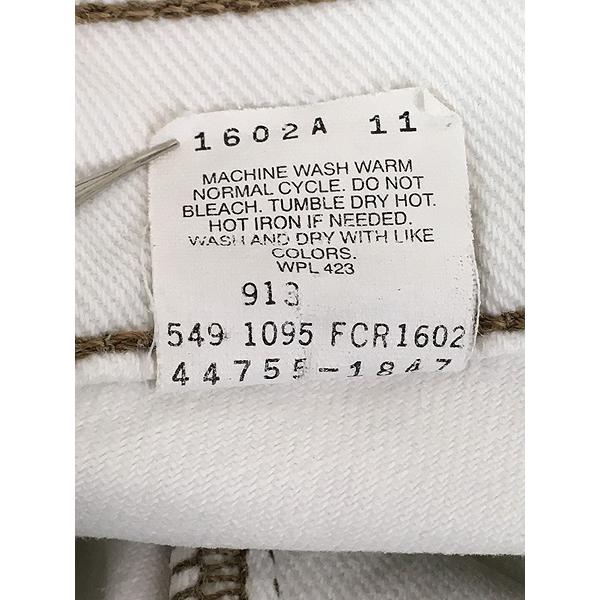 1602A 11
MACHINE WASH WARM
NORMAL CYCLE. DO NOT
BLEACH. TUMBLE DRY HOT.
HOT IRON IF NEEDED.
WASH AND DRY WITH LIKE
COLORS.
WPL 423
913
549 1095 FCR1602
44755-1847